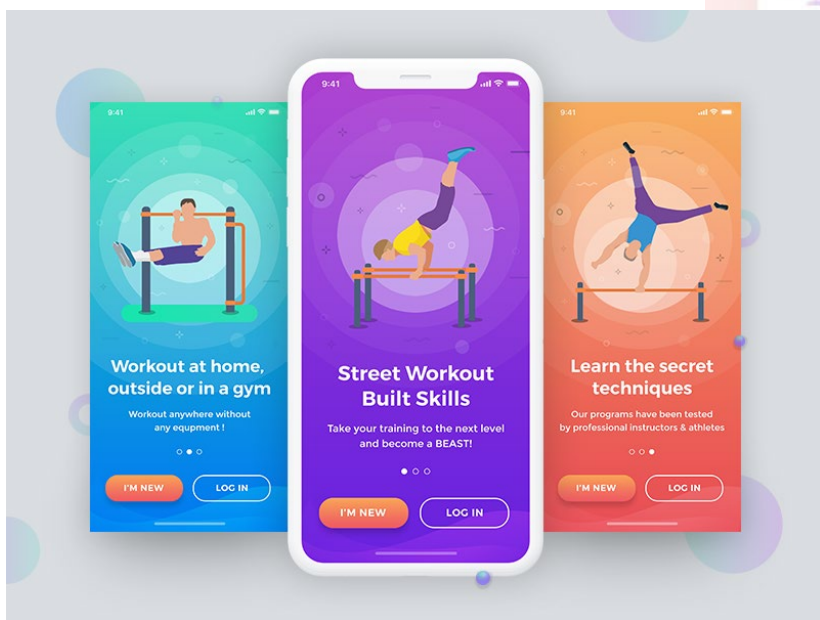 9:41
Workout at home,
outside or in a gym
Workout anywhere without
any equpment !
I'M NEW
LOG IN
9:41
Street Workout
Built Skills
Take your training to the next level
and become a BEAST!
I'M NEW
LOG IN
9:41
Learn the secret
techniques
Our programs have been tested
by professional instructors & athletes
I'M NEW
LOG IN